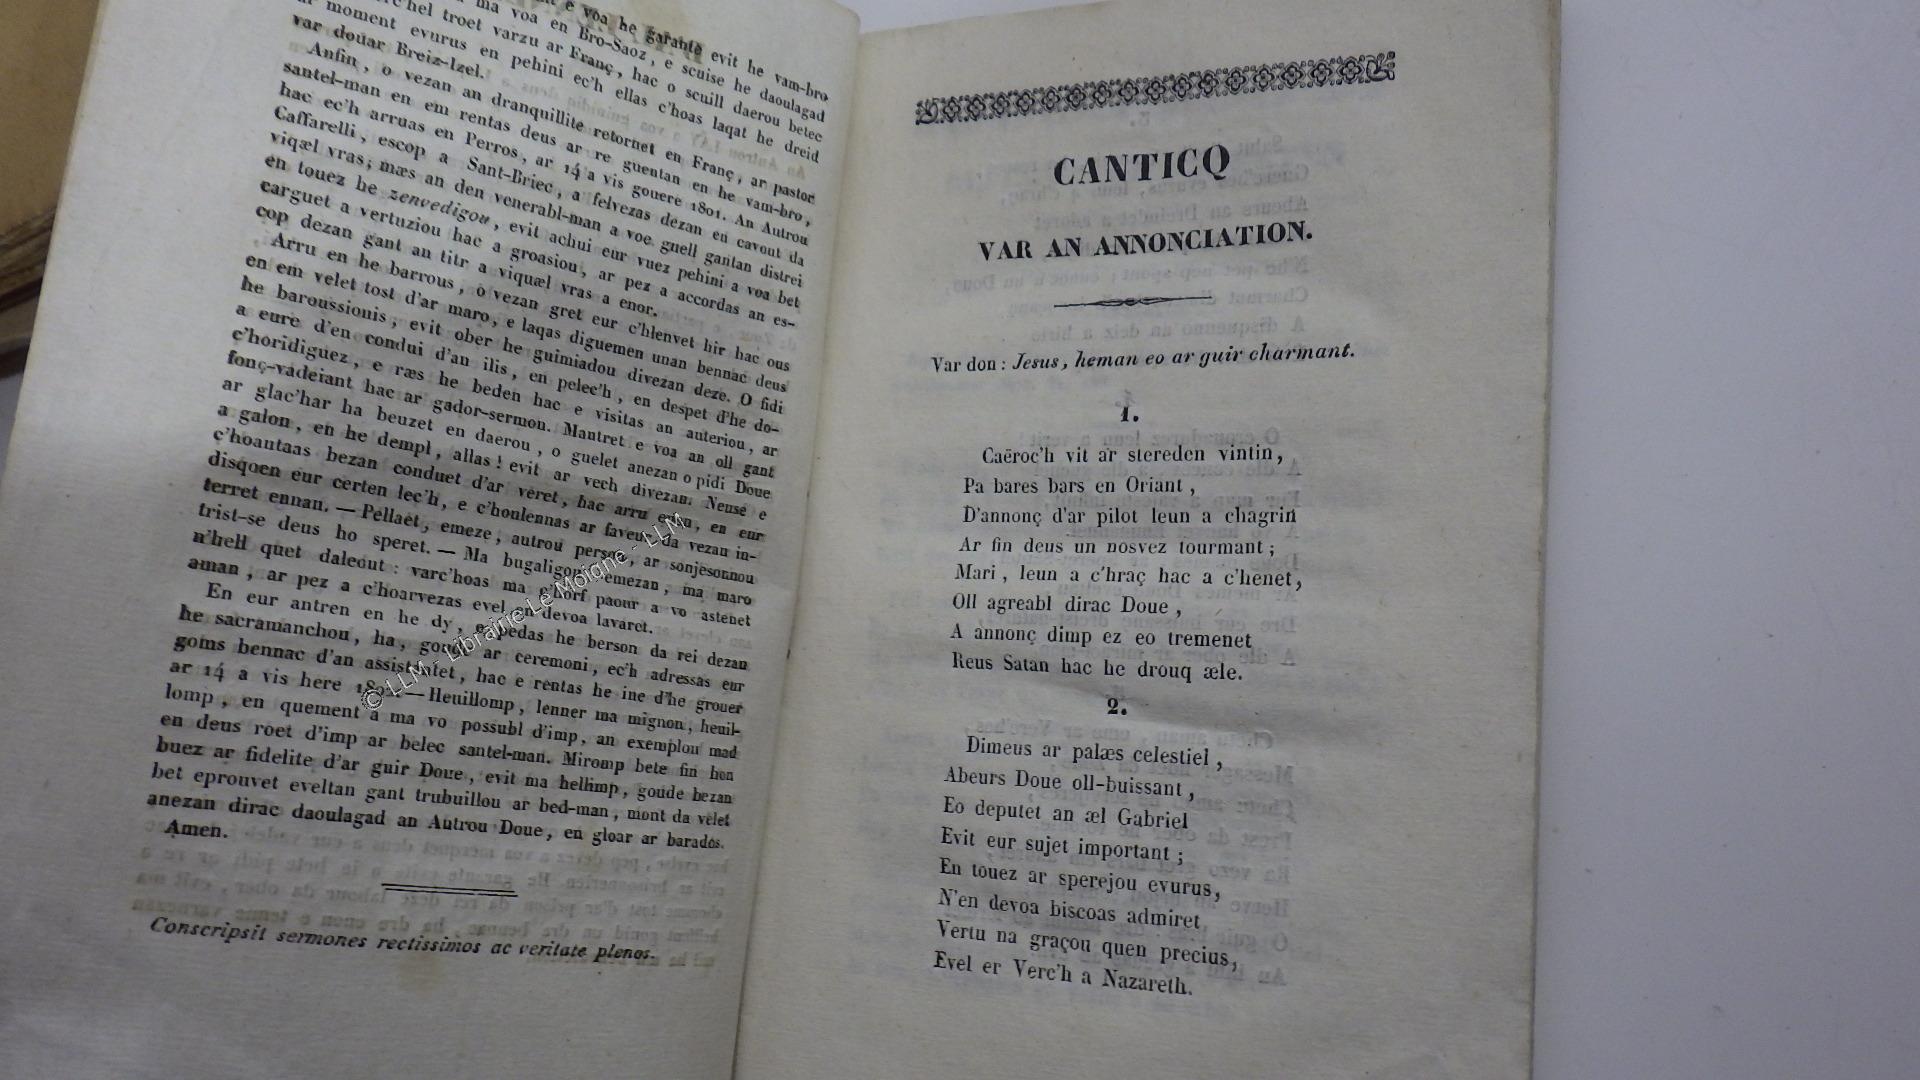 e voa he garante evit he vam-bro
ma voa en Bro-Saoz, e scuise he daoulagad
troet varzu ar Franç, hac o scuill daerou betec
moment evurus en pehini ec'h ellas c'hoas laqat he dreid
var douar Breiz-Izel.
Anfin, o vezan an dranquillite retornet en Franç, ar pastor
santel-man en em rentas deus ar re guentan en he vam-bro,
hac ec'h arruas en Perros, ar 14 a vis gouere 1801. An Autrou
Caffarelli, escop a Sant-Briec, a felvezas dezan en cavout da
viqæl vras; mæs an den venerabl-man a voe guell gantan distrei
en touez he zenvedigou, evit achui eur vuez pehini a voa bet
carguet a vertuziou hac a groasiou, ar pez a accordas an es-
cop dezan gant an titr a viquæl vras a enor.
Arru en he barrous, o vezan gret eur c'hlenvet hir hac ous
en em velet tost d'ar maro, e laqas diguemen unan bennac deus
he baroussionis, evit ober he guimiadou divezan deze. O fidi
a eure d'en condui d'an ilis, en pelec'h, en despet d'he do-
c'horidiguez, e ræs he beden hac e visitas an auteriou, ar
fonç-vadeiant hac ar gador-sermon. Mantret e voa an oll gant
ar glac'har ha beuzet en daerou, o guelet anezan o pidi Doue
a galon, en he dempl, allas! evit ar vech divezan. Neuse e
c'hoantaas bezan conduet d'ar veret, hac arru eno, en eur
disqoen eur certen lec'h, e c'houlennas ar faveur da vezan in-
terret ennan. — Pellaët, emeze, autrou person, ar sonjesonnou
trist-se deus ho speret. — Ma bugaligou, emezan, ma maro
n'hell quet daleout : varc'hoas ma c'horf paour a vo astenet
aman, ar pez a c'hoarvezas evel en devoa lavaret.
En eur antren en he dy, e pedas he berson da rei dezan
he sacramanchou, ha, goude ar ceremoni, ec'h adressas eur
goms bennac d'an assistantet, hac e rentas he ine d'he grouer
ar 14 a vis here — Heuillomp, lenner ma mignon, heuil-
lomp, en quement a ma vo possubl d'imp, an exemplou mad
en deus roet d'imp ar belec santel-man. Miromp bete fin hon
buez ar fidelite d'ar guir Doue, evit ma hellimp, goude bezan
bet eprouvet eveltan gant trubuillou ar bed-man, mont da velet
anezan dirac daoulagad an Autrou Doue, en gloar ar barados.
Amen.
Conscripsit sermones rectissimos ac veritate plenos.
© LLM - Librairie Le Moigne - LLM
CANTICQ
VAR AN ANNONCIATION.
Var don : Jesus, heman eo ar guir charmant.
1.
Caëroc'h vit ar stereden vintin,
Pa bares bars en Oriant,
D'annonç d'ar pilot leun a chagrin
Ar fin deus un nosvez tourmant;
Mari, leun a c'hraç hac a c'henet,
Oll agreabl dirac Doue,
A annonç dimp ez eo tremenet
Reus Satan hac he drouq æle.
2.
Dimeus ar palæs celestiel,
Abeurs Doue oll-buissant,
Eo deputet an æl Gabriel
Evit eur sujet important;
En touez ar sperejou evurus,
N'en devoa biscoas admiret
Vertu na graçou quen precius,
Evel er Verc'h a Nazareth.